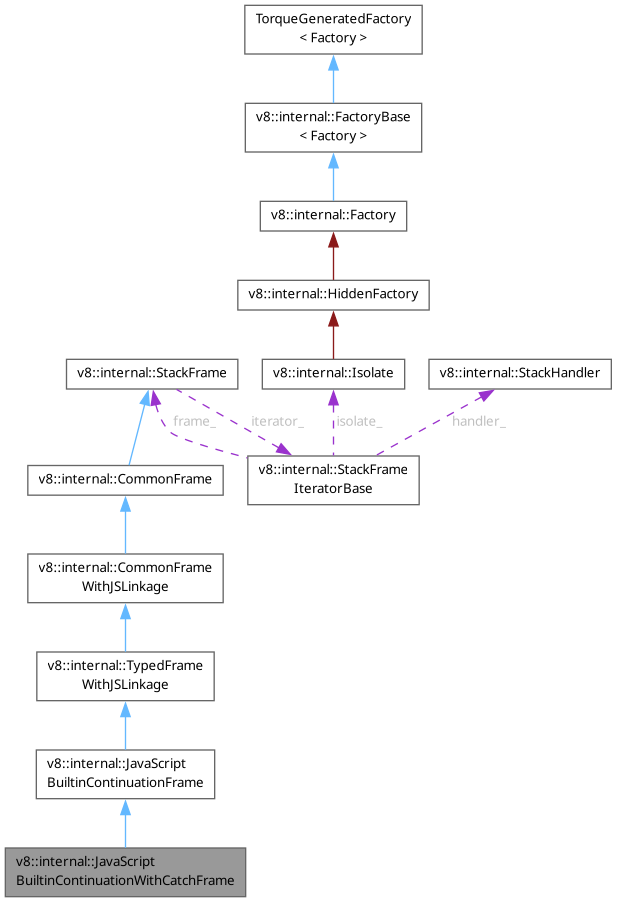 TorqueGeneratedFactory
< Factory >
v8::internal::FactoryBase
< Factory >
v8::internal::Factory
v8::internal::HiddenFactory
v8::internal::StackFrame
v8::internal::Isolate
v8::internal::StackHandler
frame_
iterator_
isolate_
handler_
v8::internal::CommonFrame
v8::internal::StackFrame
IteratorBase
v8::internal::CommonFrame
WithJSLinkage
v8::internal::TypedFrame
WithJSLinkage
v8::internal::JavaScript
BuiltinContinuationFrame
v8::internal::JavaScript
BuiltinContinuationWithCatchFrame